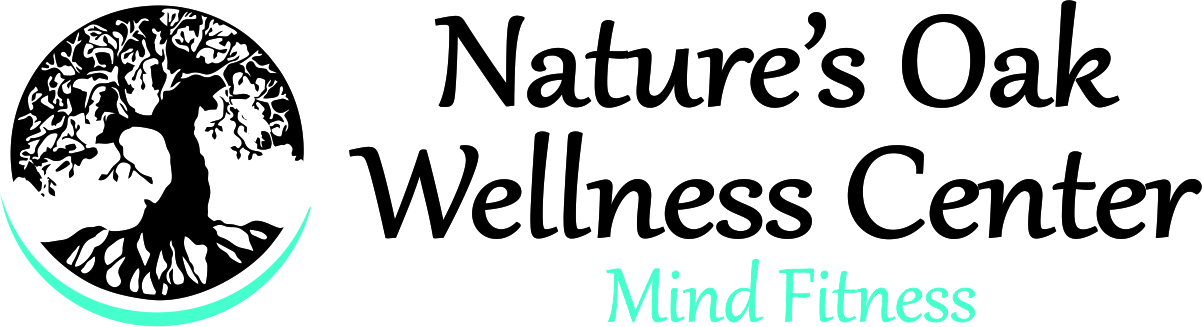 Nature’s Oak
Wellness Center
Mind Fitness